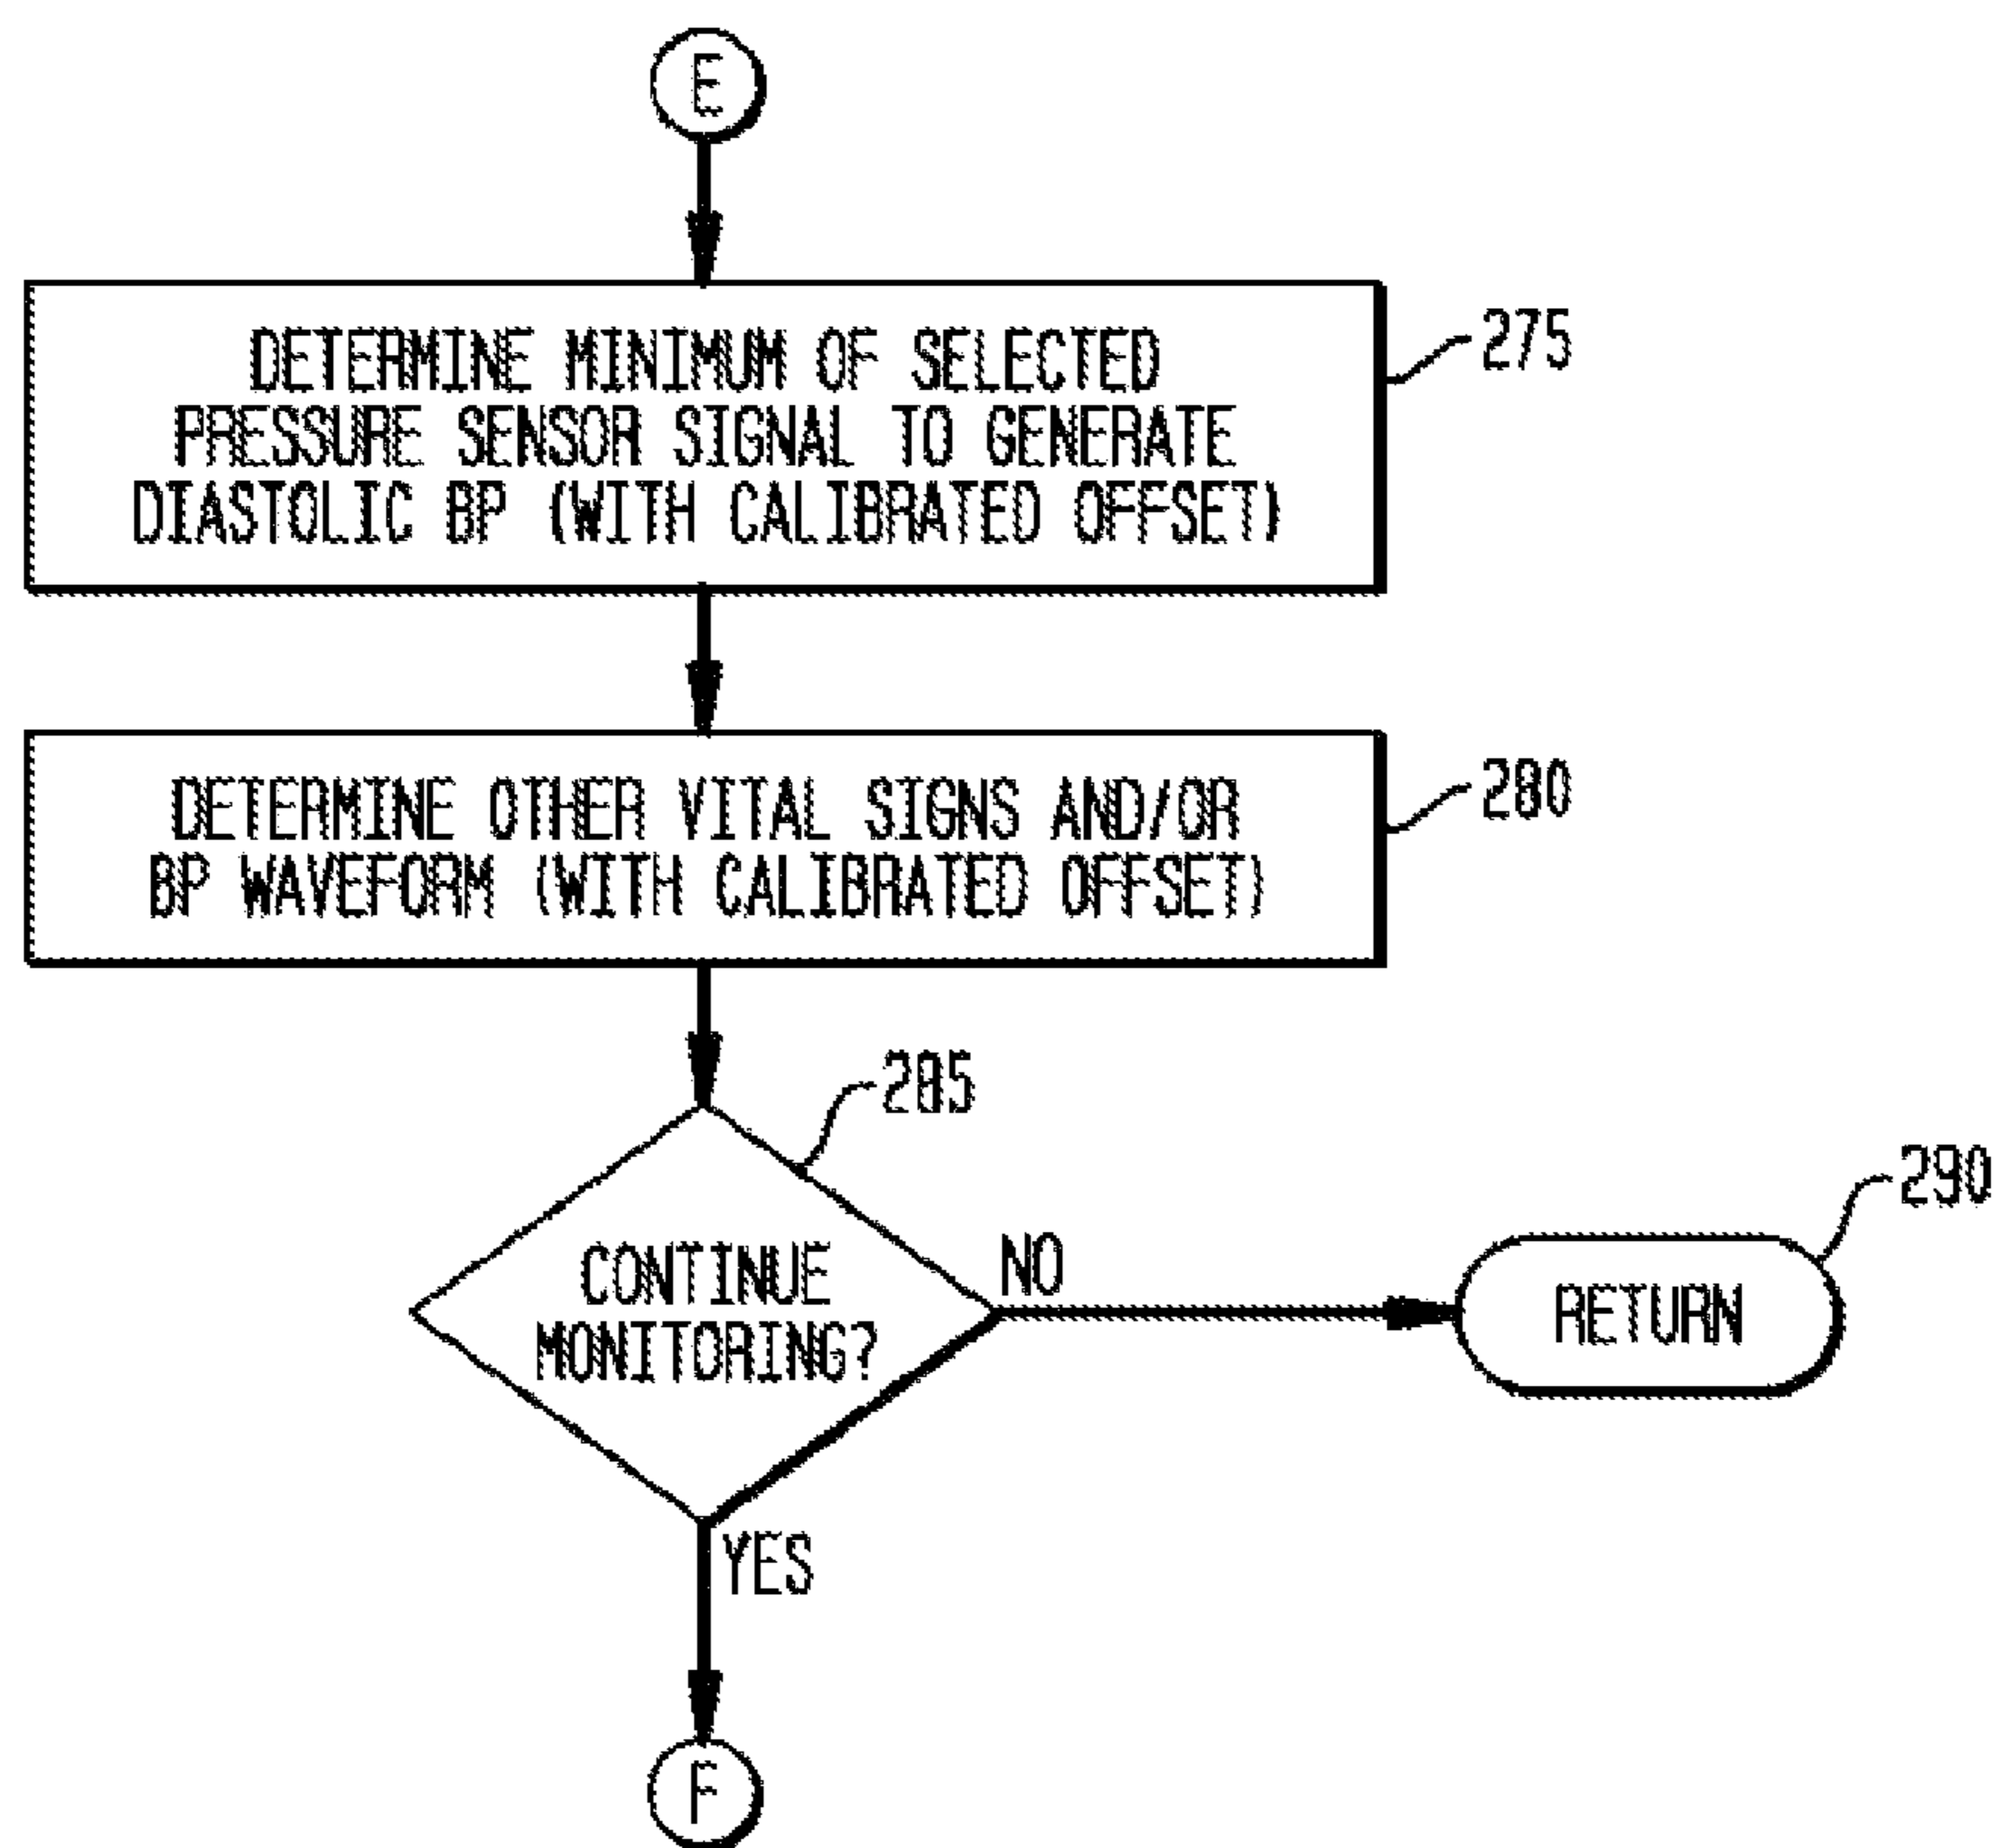 E
DETERMINE MINIMUM OF SELECTED
PRESSURE SENSOR SIGNAL TO GENERATE
DIASTOLIC BP (WITH CALIBRATED OFFSET)
275
DETERMINE OTHER VITAL SIGNS AND/OR
BP WAVEFORM (WITH CALIBRATED OFFSET)
280
285
CONTINUE
MONITORING?
NO
290
RETURN
YES
F